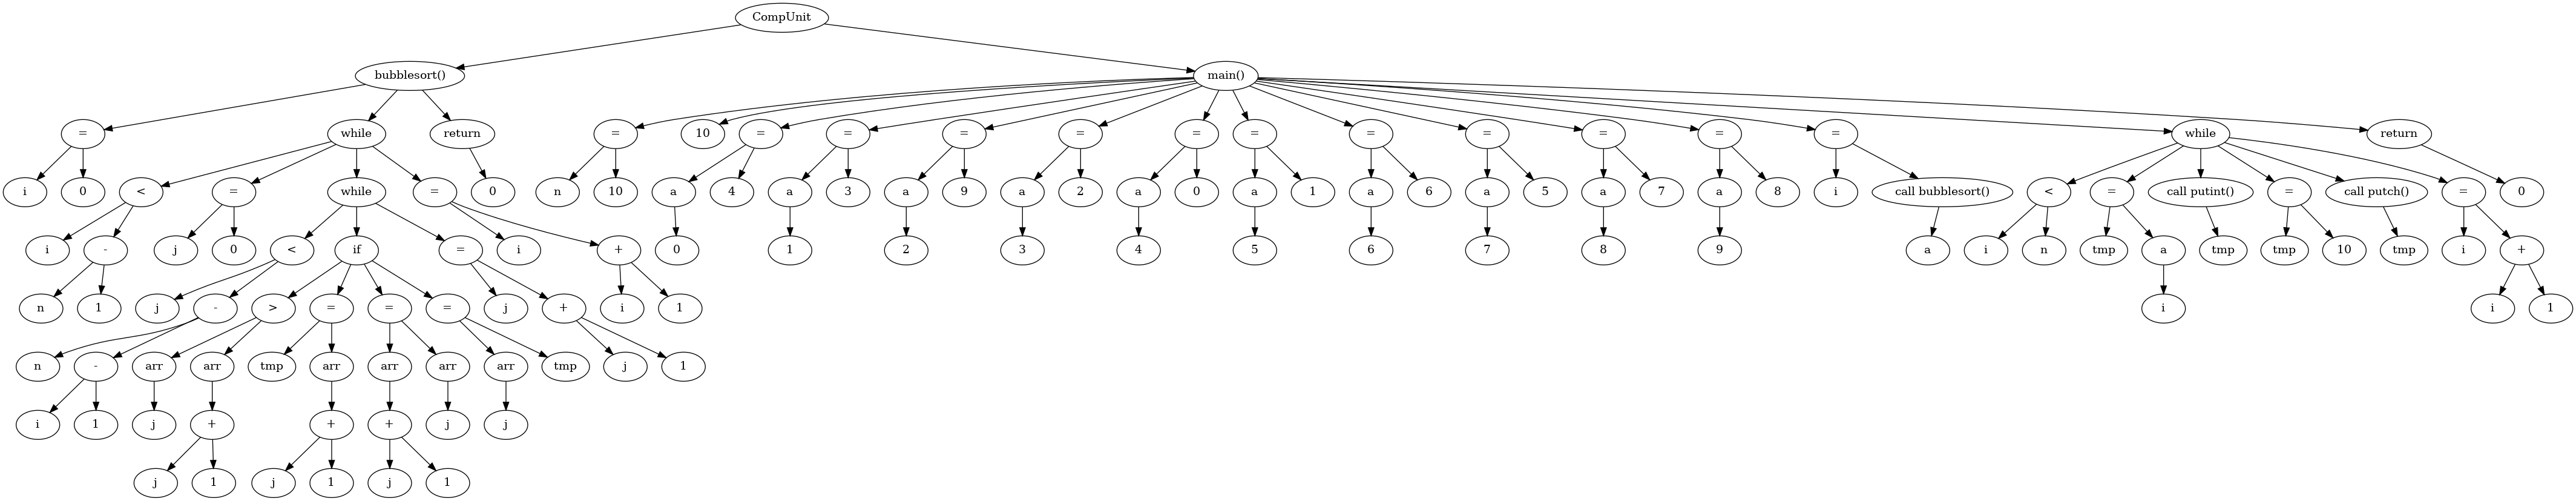 CompUnit
bubblesort() main()
= while return = 10 = = = = = = = = = = = while return
i 0 < = while = 0 n 10 a 4 a 3 a 9 a 2 a 0 a 1 a 6 a 5 a 7 a 8 i call bubblesort() < = call putint() = call putch() = 0
i - j 0 < if = i + 0 1 2 3 4 5 6 7 8 9 a i n tmp a tmp tmp 10 tmp i +
n 1 j - > = = = j + i 1 i i 1
n - arr arr tmp arr arr arr arr tmp j 1
i 1 j + + + j j
j 1 j 1 j 1